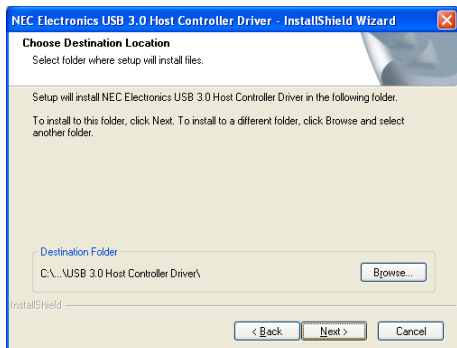 NEC Electronics USB 3.0 Host Controller Driver - InstallShield Wizard
Choose Destination Location
Select folder where setup will install files.
Setup will install NEC Electronics USB 3.0 Host Controller Driver in the following folder.
To install to this folder, click Next. To install to a different folder, click Browse and select
another folder.
Destination Folder
C:\...\USB 3.0 Host Controller Driver\
Browse...
InstallShield
< Back
Next >
Cancel